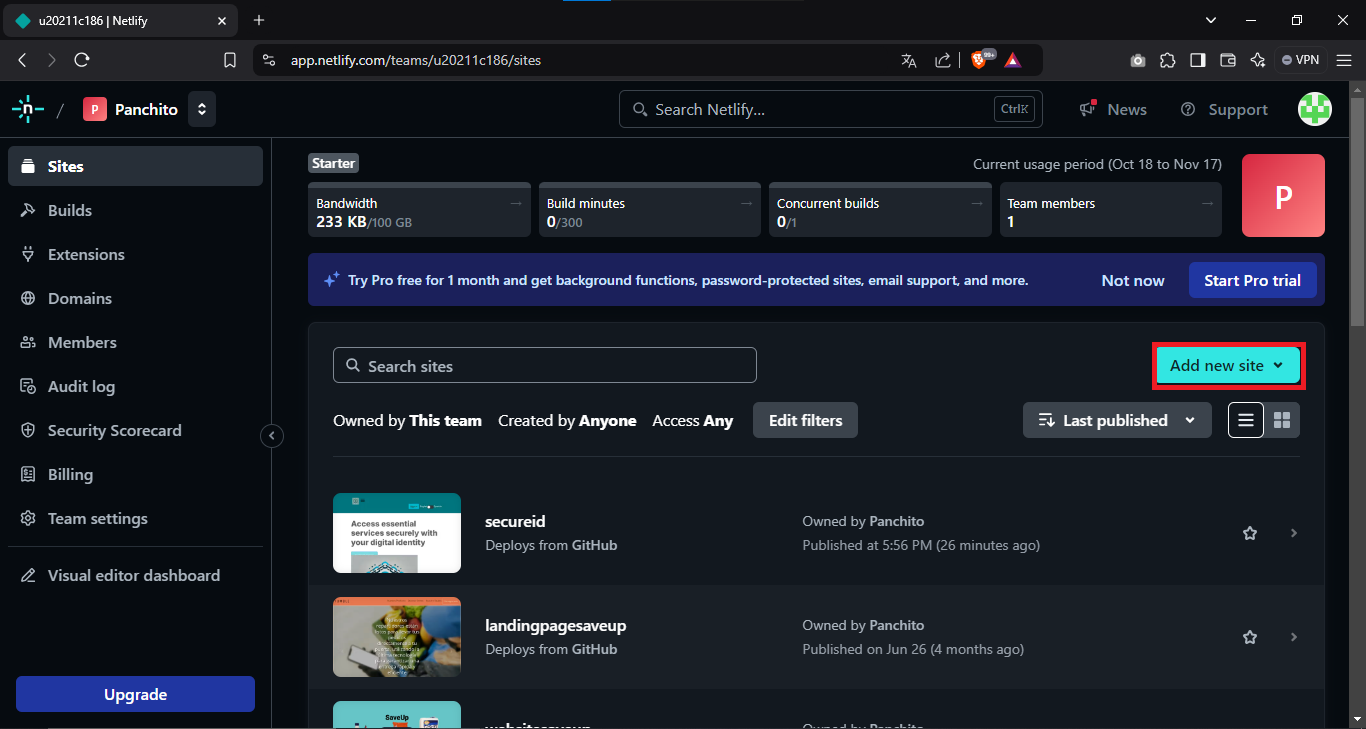 u20211c186 | Netlify
app.netlify.com/teams/u20211c186/sites
99+
VPN
n / P Panchito
Search Netlify...
CtrlK
News
Support
Sites
Builds
Extensions
Domains
Members
Audit log
Security Scorecard
Billing
Team settings
Visual editor dashboard
Upgrade
Starter
Current usage period (Oct 18 to Nov 17)
Bandwidth →
233 KB/100 GB
Build minutes →
0/300
Concurrent builds →
0/1
Team members →
1
P
Try Pro free for 1 month and get background functions, password-protected sites, email support, and more.
Not now
Start Pro trial
Search sites
Add new site
Owned by This team Created by Anyone Access Any
Edit filters
Last published
Access essential
services securely with
your digital identity
secureid
Deploys from GitHub
Owned by Panchito
Published at 5:56 PM (26 minutes ago)
landingpagesaveup
Deploys from GitHub
Owned by Panchito
Published on Jun 26 (4 months ago)
SaveUp
websitesaveup
Owned by Panchito